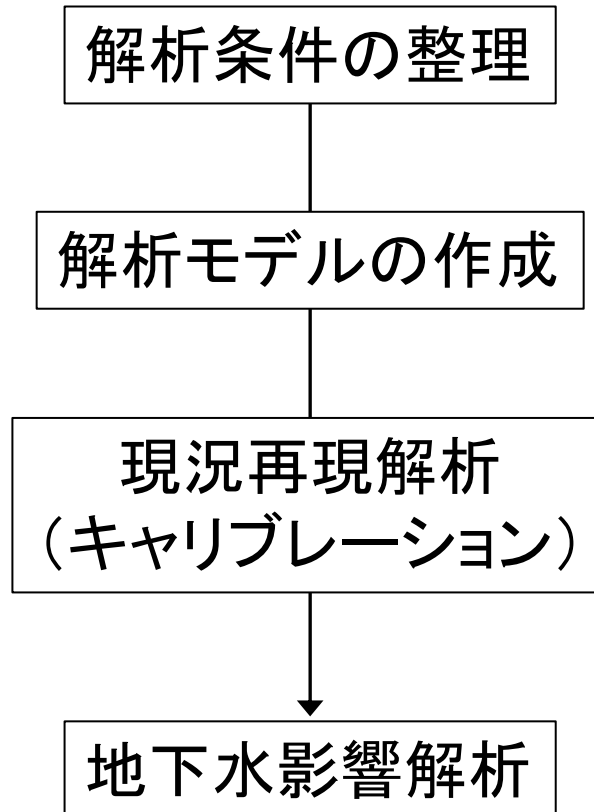 解析条件の整理
解析モデルの作成
現況再現解析
（キャリブレーション）
地下水影響解析